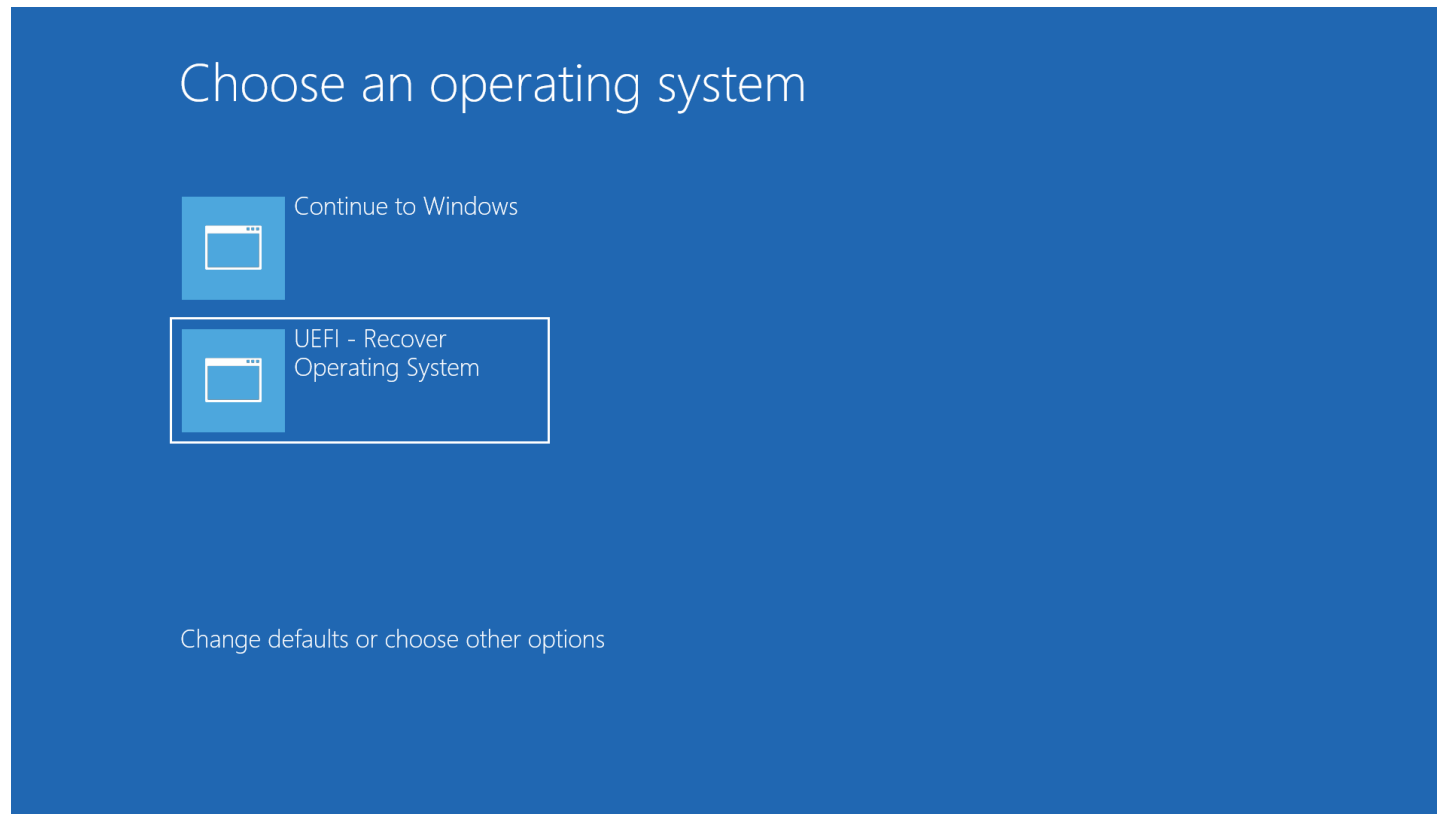 Choose an operating system
Continue to Windows
UEFI - Recover
Operating System
Change defaults or choose other options